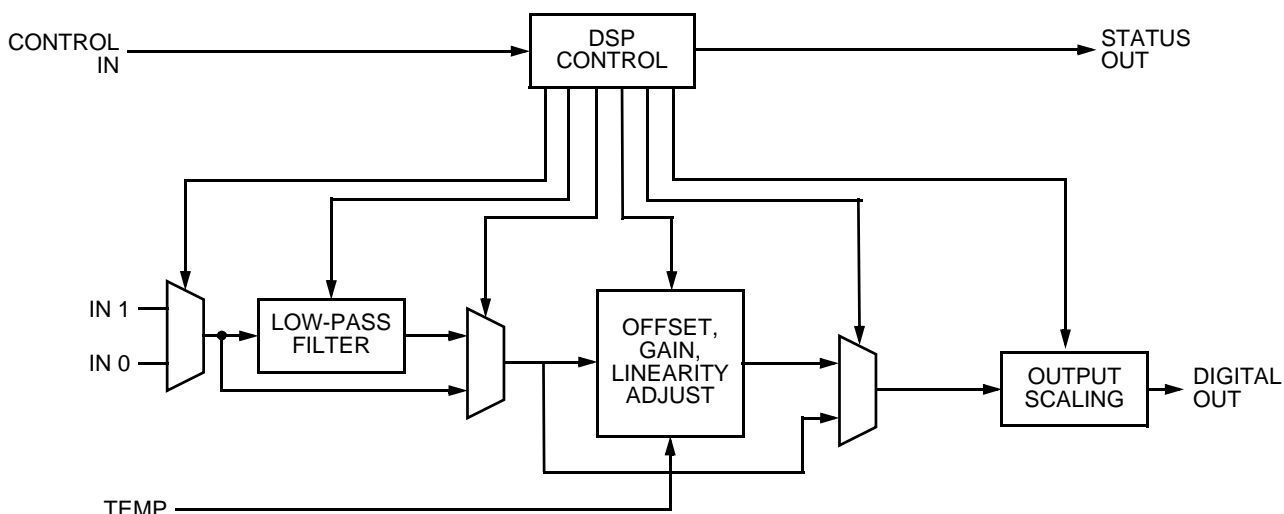 CONTROL
IN
DSP
CONTROL
STATUS
OUT
IN 1
IN 0
LOW-PASS
FILTER
OFFSET,
GAIN,
LINEARITY
ADJUST
OUTPUT
SCALING
DIGITAL
OUT
TEMP